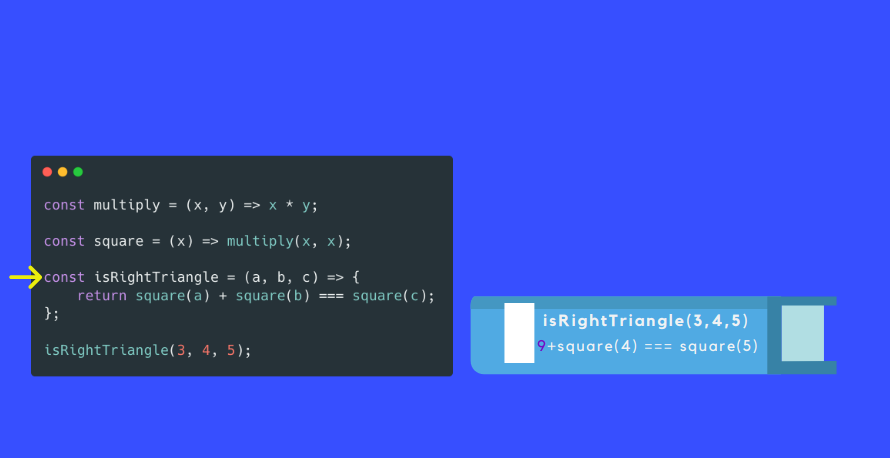 const multiply = (x, y) => x * y;
const square = (x) => multiply(x, x);
const isRightTriangle = (a, b, c) => {
    return square(a) + square(b) === square(c);
};
isRightTriangle(3, 4, 5);
isRightTriangle(3,4,5)
9+square(4) === square(5)